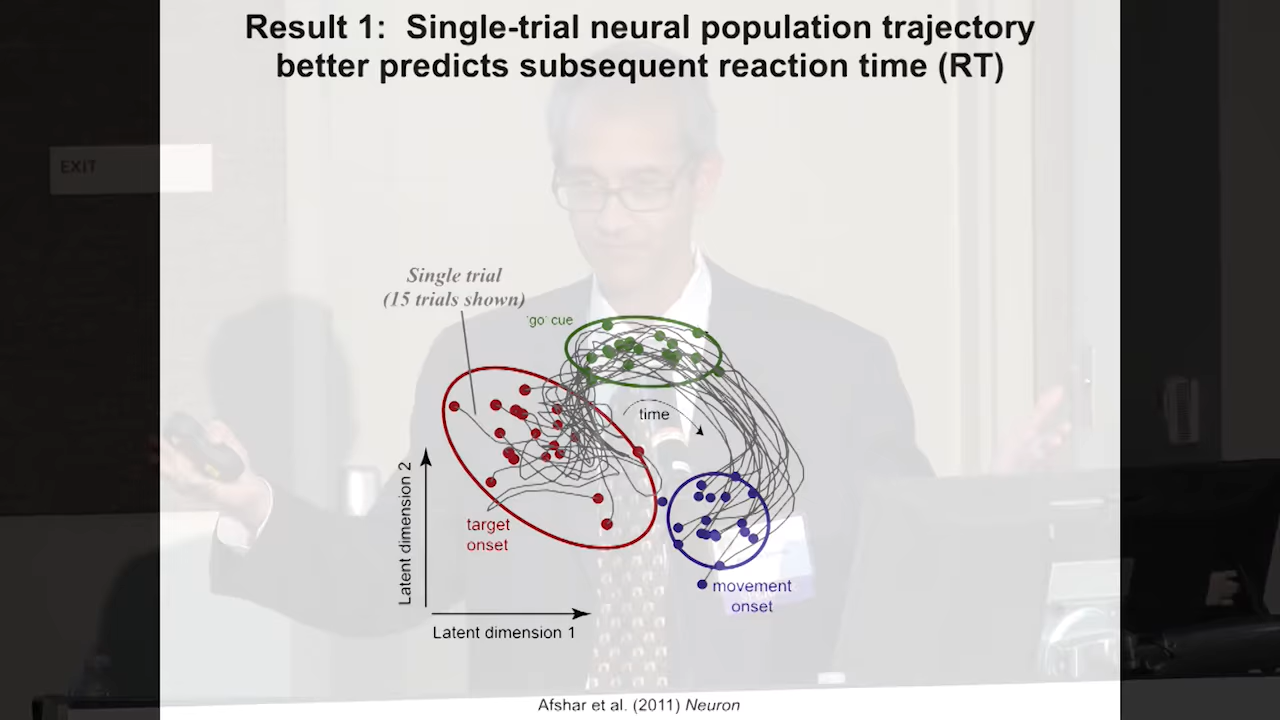 Result 1: Single-trial neural population trajectory
better predicts subsequent reaction time (RT)
EXIT
Single trial
(15 trials shown)
'go' cue
time
target
onset
movement
onset
Latent dimension 2
Latent dimension 1
Afshar et al. (2011) Neuron